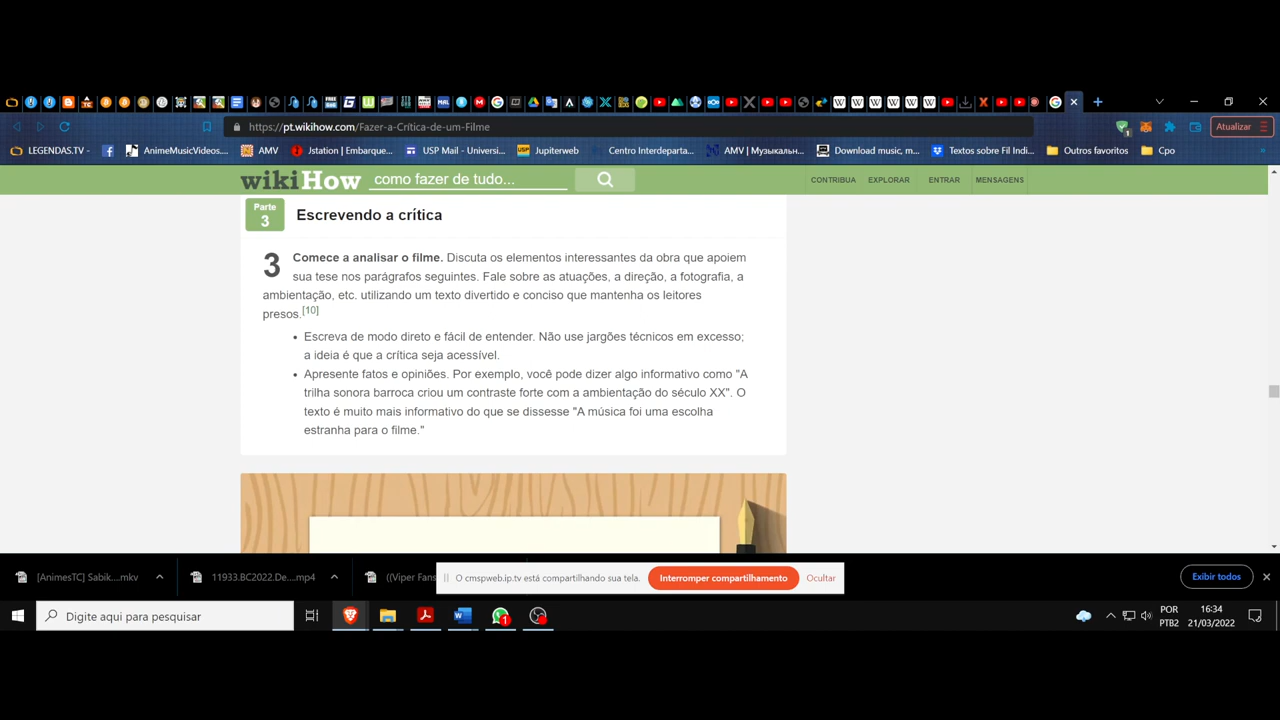 https://pt.wikihow.com/Fazer-a-Crítica-de-um-Filme
Atualizar
LEGENDAS.TV -
AnimeMusicVideos...
AMV
Jstation | Embarque...
USP Mail - Universi...
Jupiterweb
Centro Interdeparta...
AMV | Музыкальн...
Download music, m...
Textos sobre Fil Indi...
Outros favoritos
Cpo
wikiHow
como fazer de tudo...
CONTRIBUA
EXPLORAR
ENTRAR
MENSAGENS
Parte
3
Escrevendo a crítica
3
Comece a analisar o filme. Discuta os elementos interessantes da obra que apoiem
sua tese nos parágrafos seguintes. Fale sobre as atuações, a direção, a fotografia, a
ambientação, etc. utilizando um texto divertido e conciso que mantenha os leitores
presos.[10]
• Escreva de modo direto e fácil de entender. Não use jargões técnicos em excesso;
a ideia é que a crítica seja acessível.
• Apresente fatos e opiniões. Por exemplo, você pode dizer algo informativo como "A
trilha sonora barroca criou um contraste forte com a ambientação do século XX". O
texto é muito mais informativo do que se dissesse "A música foi uma escolha
estranha para o filme."
[AnimesTC] Sabik....mkv
11933.BC2022.De....mp4
((Viper Fans
O cmspweb.ip.tv está compartilhando sua tela.
Interromper compartilhamento
Ocultar
Exibir todos
Digite aqui para pesquisar
POR
PTB2
16:34
21/03/2022